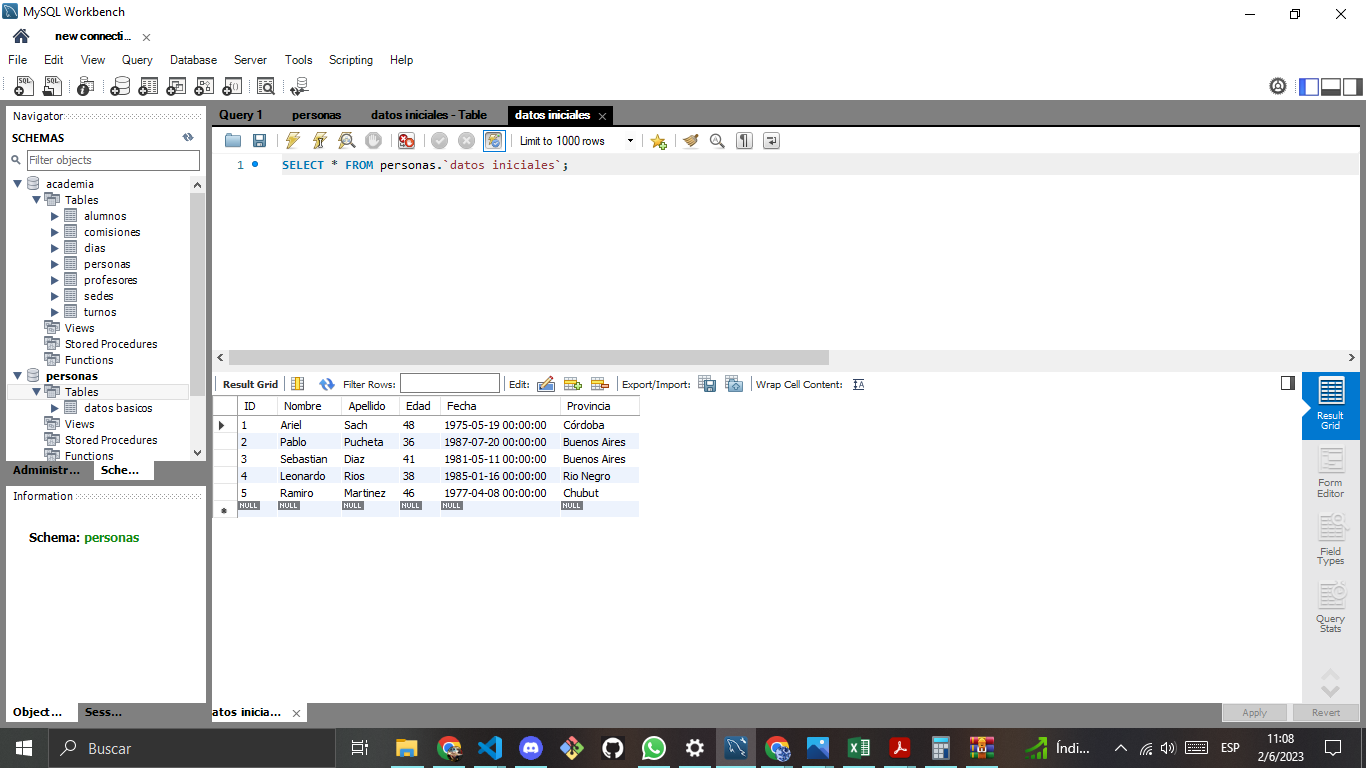 MySQL Workbench
new connecti...
File Edit View Query Database Server Tools Scripting Help
Navigator
SCHEMAS
Filter objects
academia
Tables
alumnos
comisiones
dias
personas
profesores
sedes
turnos
Views
Stored Procedures
Functions
personas
Tables
datos basicos
Views
Stored Procedures
Functions
Administr... Sche...
Information
Schema: personas
Object... Sess...
Query 1 personas datos iniciales - Table datos iniciales
Limit to 1000 rows
1 SELECT * FROM personas.`datos iniciales`;
Result Grid Filter Rows: Edit: Export/Import: Wrap Cell Content:
ID Nombre Apellido Edad Fecha Provincia
1 Ariel Sach 48 1975-05-19 00:00:00 Córdoba
2 Pablo Pucheta 36 1987-07-20 00:00:00 Buenos Aires
3 Sebastian Diaz 41 1981-05-11 00:00:00 Buenos Aires
4 Leonardo Rios 38 1985-01-16 00:00:00 Rio Negro
5 Ramiro Martinez 46 1977-04-08 00:00:00 Chubut
NULL NULL NULL NULL NULL NULL
Result
Grid
Form
Editor
Field
Types
Query
Stats
atos inicia...
Apply Revert
Buscar
Índi...
ESP
11:08
2/6/2023